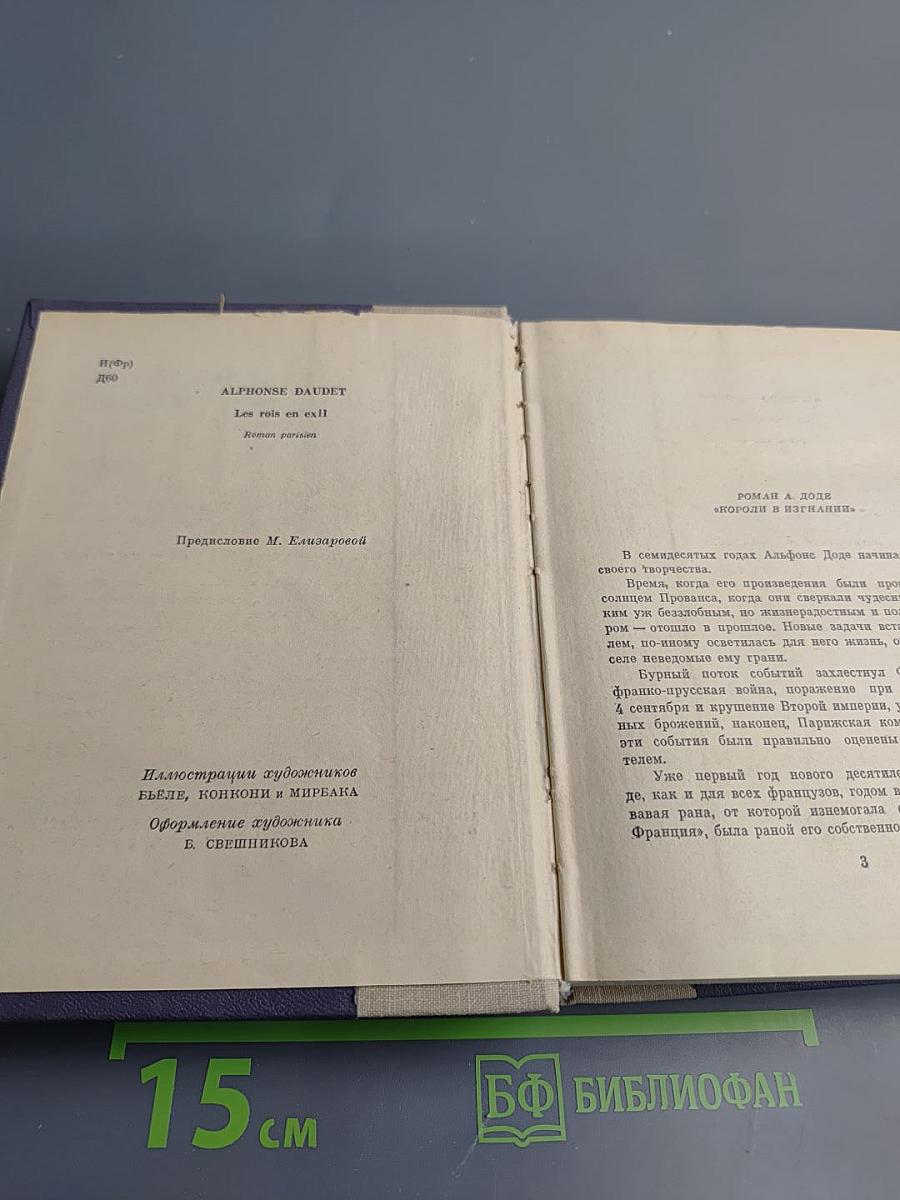 И(Фр)
Д60
ALPHONSE DAUDET
Les rois en exil
Roman parisien
Предисловие М. Елизаровой
Иллюстрации художников
БЬЁЛЕ, КОНКОНИ и МИРБАКА
Оформление художника
Б. СВЕШНИКОВА
РОМАН А. ДОДЕ
«КОРОЛИ В ИЗГНАНИИ»
В семидесятых годах Альфонс Доде начина
своего творчества.
Время, когда его произведения были про
солнцем Прованса, когда они сверкали чудесн
ким уж беззлобным, но жизнерадостным и пол
ром — отошло в прошлое. Новые задачи вста
лем, по-иному осветилась для него жизнь, о
селе неведомые ему грани.
Бурный поток событий захлестнул
франко-прусская война, поражение при
4 сентября и крушение Второй империи, у
ных брожений, наконец, Парижская ком
эти события были правильно оценены
телем.
Уже первый год нового десятиле
де, как и для всех французов, годом в
вавая рана, от которой изнемогала
Франция», была раной его собственно
3
15 см
БФ БИБЛИОФАН